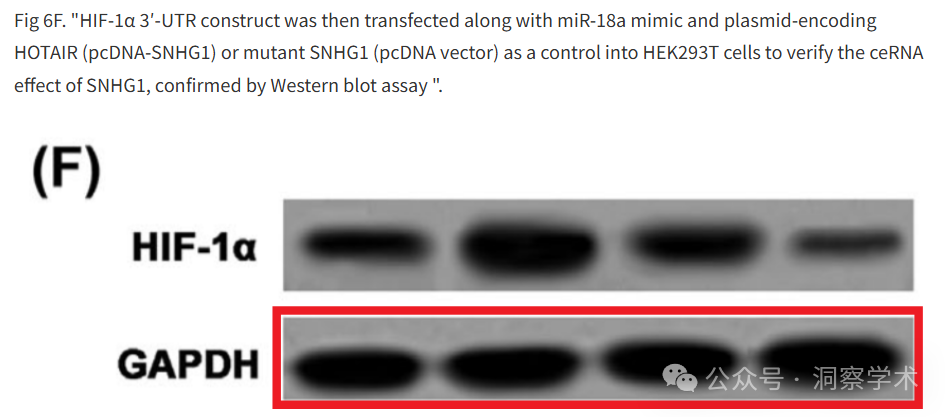 Fig 6F. "HIF-1α 3′-UTR construct was then transfected along with miR-18a mimic and plasmid-encoding
HOTAIR (pcDNA-SNHG1) or mutant SNHG1 (pcDNA vector) as a control into HEK293T cells to verify the ceRNA
effect of SNHG1, confirmed by Western blot assay ".
(F)
HIF-1α
GAPDH
公众号 · 洞察学术